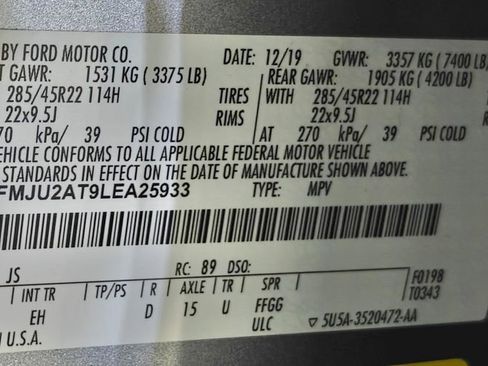 BY FORD MOTOR CO. DATE: 12/19 GVWR: 3357 KG ( 7400 LB)
T GAWR: 1531 KG ( 3375 LB) REAR GAWR: 1905 KG ( 4200 LB)
285/45R22 114H TIRES WITH 285/45R22 114H
22x9.5J RIMS 22x9.5J
70 kPa/ 39 PSI COLD AT 270 kPa/ 39 PSI COLD
EHICLE CONFORMS TO ALL APPLICABLE FEDERAL MOTOR VEHICLE
STANDARDS IN EFFECT ON THE DATE OF MANUFACTURE SHOWN ABOVE.
FMJU2AT9LEA25933 TYPE: MPV
JS RC: 89 DSO: F0198
INT TR TP/PS R AXLE TR SPR T0343
EH D 15 U FFGG
U.S.A. ULC ▽ 5U5A-3520472-AA